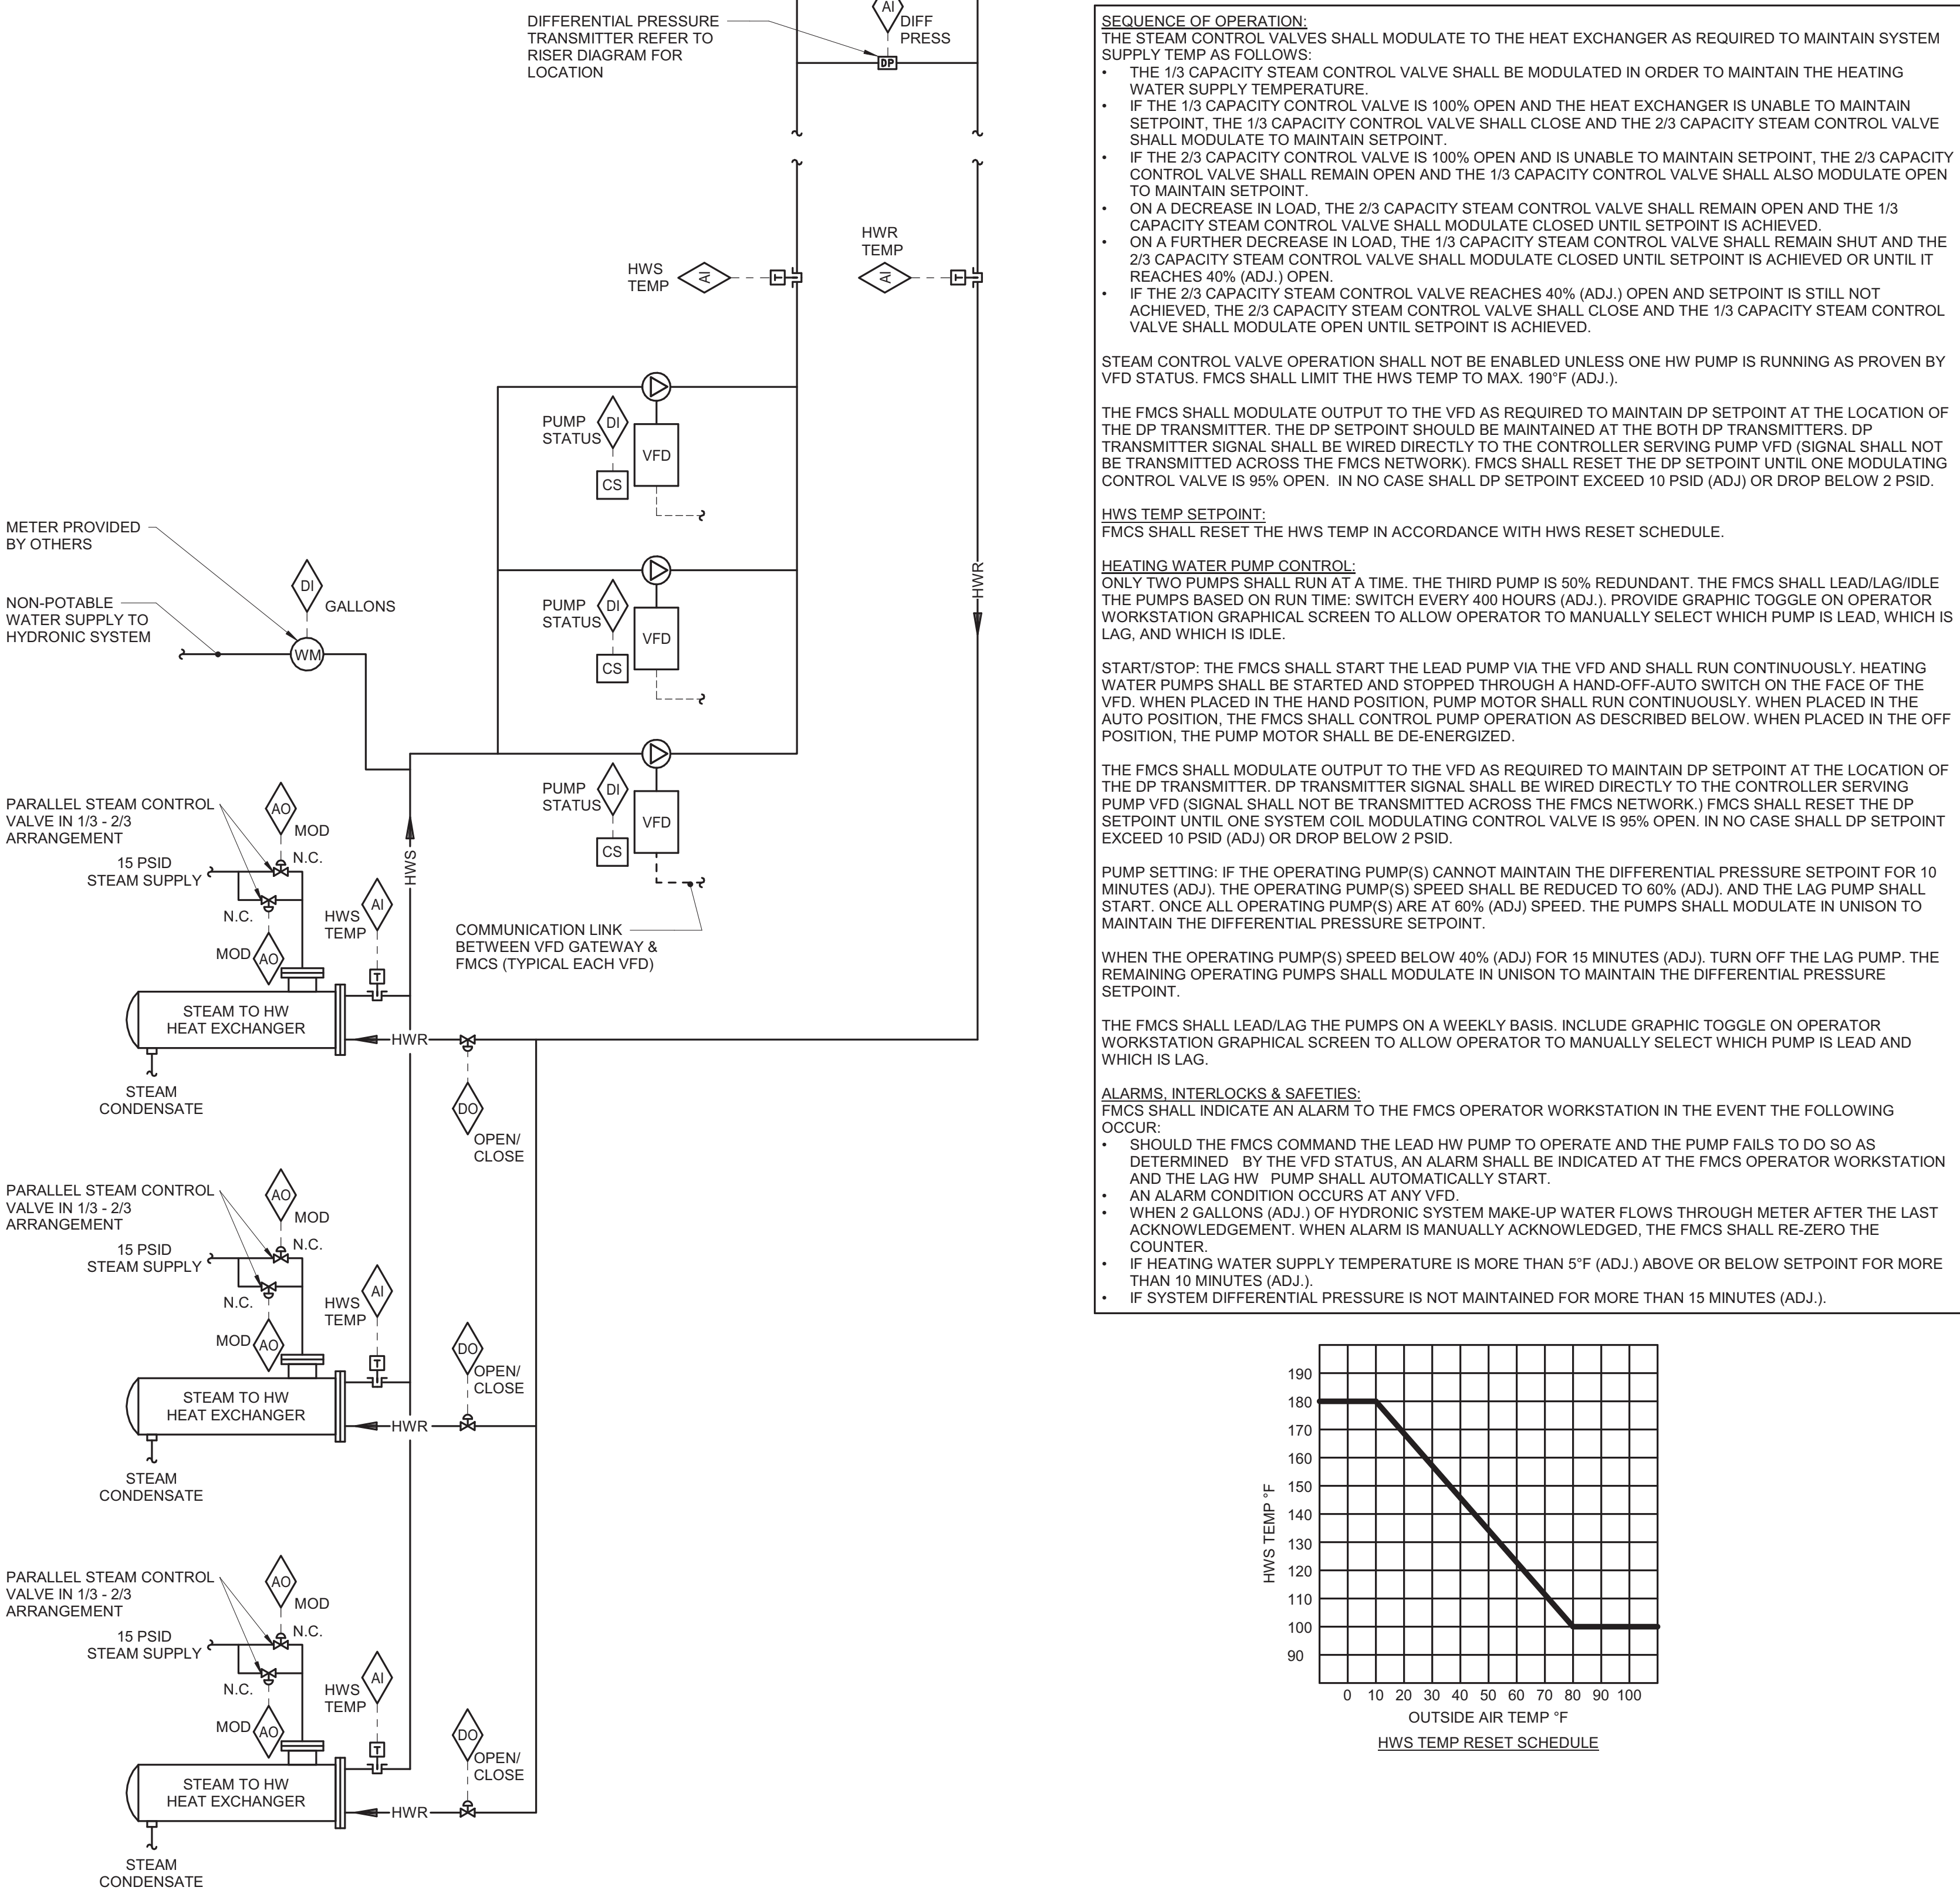 DIFFERENTIAL PRESSURE
TRANSMITTER REFER TO
RISER DIAGRAM FOR
LOCATION
AI
DIFF
PRESS
DP
HWS
TEMP
AI
T
HWR
TEMP
AI
T
PUMP
STATUS
DI
VFD
CS
PUMP
STATUS
DI
VFD
CS
PUMP
STATUS
DI
VFD
CS
HWR
METER PROVIDED
BY OTHERS
DI
GALLONS
NON-POTABLE
WATER SUPPLY TO
HYDRONIC SYSTEM
WM
COMMUNICATION LINK
BETWEEN VFD GATEWAY &
FMCS (TYPICAL EACH VFD)
HWS
PARALLEL STEAM CONTROL
VALVE IN 1/3 - 2/3
ARRANGEMENT
AO
MOD
N.C.
15 PSID
STEAM SUPPLY
N.C.
MOD
AO
HWS
TEMP
AI
T
STEAM TO HW
HEAT EXCHANGER
HWR
STEAM
CONDENSATE
DO
OPEN/
CLOSE
PARALLEL STEAM CONTROL
VALVE IN 1/3 - 2/3
ARRANGEMENT
AO
MOD
N.C.
15 PSID
STEAM SUPPLY
N.C.
MOD
AO
HWS
TEMP
AI
T
DO
OPEN/
CLOSE
STEAM TO HW
HEAT EXCHANGER
HWR
STEAM
CONDENSATE
PARALLEL STEAM CONTROL
VALVE IN 1/3 - 2/3
ARRANGEMENT
AO
MOD
N.C.
15 PSID
STEAM SUPPLY
N.C.
MOD
AO
HWS
TEMP
AI
T
DO
OPEN/
CLOSE
STEAM TO HW
HEAT EXCHANGER
HWR
STEAM
CONDENSATE
SEQUENCE OF OPERATION:
THE STEAM CONTROL VALVES SHALL MODULATE TO THE HEAT EXCHANGER AS REQUIRED TO MAINTAIN SYSTEM
SUPPLY TEMP AS FOLLOWS:
• THE 1/3 CAPACITY STEAM CONTROL VALVE SHALL BE MODULATED IN ORDER TO MAINTAIN THE HEATING
WATER SUPPLY TEMPERATURE.
• IF THE 1/3 CAPACITY CONTROL VALVE IS 100% OPEN AND THE HEAT EXCHANGER IS UNABLE TO MAINTAIN
SETPOINT, THE 1/3 CAPACITY CONTROL VALVE SHALL CLOSE AND THE 2/3 CAPACITY STEAM CONTROL VALVE
SHALL MODULATE TO MAINTAIN SETPOINT.
• IF THE 2/3 CAPACITY CONTROL VALVE IS 100% OPEN AND IS UNABLE TO MAINTAIN SETPOINT, THE 2/3 CAPACITY
CONTROL VALVE SHALL REMAIN OPEN AND THE 1/3 CAPACITY CONTROL VALVE SHALL ALSO MODULATE OPEN
TO MAINTAIN SETPOINT.
• ON A DECREASE IN LOAD, THE 2/3 CAPACITY STEAM CONTROL VALVE SHALL REMAIN OPEN AND THE 1/3
CAPACITY STEAM CONTROL VALVE SHALL MODULATE CLOSED UNTIL SETPOINT IS ACHIEVED.
• ON A FURTHER DECREASE IN LOAD, THE 1/3 CAPACITY STEAM CONTROL VALVE SHALL REMAIN SHUT AND THE
2/3 CAPACITY STEAM CONTROL VALVE SHALL MODULATE CLOSED UNTIL SETPOINT IS ACHIEVED OR UNTIL IT
REACHES 40% (ADJ.) OPEN.
• IF THE 2/3 CAPACITY STEAM CONTROL VALVE REACHES 40% (ADJ.) OPEN AND SETPOINT IS STILL NOT
ACHIEVED, THE 2/3 CAPACITY STEAM CONTROL VALVE SHALL CLOSE AND THE 1/3 CAPACITY STEAM CONTROL
VALVE SHALL MODULATE OPEN UNTIL SETPOINT IS ACHIEVED.
STEAM CONTROL VALVE OPERATION SHALL NOT BE ENABLED UNLESS ONE HW PUMP IS RUNNING AS PROVEN BY
VFD STATUS. FMCS SHALL LIMIT THE HWS TEMP TO MAX. 190°F (ADJ.).
THE FMCS SHALL MODULATE OUTPUT TO THE VFD AS REQUIRED TO MAINTAIN DP SETPOINT AT THE LOCATION OF
THE DP TRANSMITTER. THE DP SETPOINT SHOULD BE MAINTAINED AT THE BOTH DP TRANSMITTERS. DP
TRANSMITTER SIGNAL SHALL BE WIRED DIRECTLY TO THE CONTROLLER SERVING PUMP VFD (SIGNAL SHALL NOT
BE TRANSMITTED ACROSS THE FMCS NETWORK). FMCS SHALL RESET THE DP SETPOINT UNTIL ONE MODULATING
CONTROL VALVE IS 95% OPEN. IN NO CASE SHALL DP SETPOINT EXCEED 10 PSID (ADJ) OR DROP BELOW 2 PSID.
HWS TEMP SETPOINT:
FMCS SHALL RESET THE HWS TEMP IN ACCORDANCE WITH HWS RESET SCHEDULE.
HEATING WATER PUMP CONTROL:
ONLY TWO PUMPS SHALL RUN AT A TIME. THE THIRD PUMP IS 50% REDUNDANT. THE FMCS SHALL LEAD/LAG/IDLE
THE PUMPS BASED ON RUN TIME: SWITCH EVERY 400 HOURS (ADJ.). PROVIDE GRAPHIC TOGGLE ON OPERATOR
WORKSTATION GRAPHICAL SCREEN TO ALLOW OPERATOR TO MANUALLY SELECT WHICH PUMP IS LEAD, WHICH IS
LAG, AND WHICH IS IDLE.
START/STOP: THE FMCS SHALL START THE LEAD PUMP VIA THE VFD AND SHALL RUN CONTINUOUSLY. HEATING
WATER PUMPS SHALL BE STARTED AND STOPPED THROUGH A HAND-OFF-AUTO SWITCH ON THE FACE OF THE
VFD. WHEN PLACED IN THE HAND POSITION, PUMP MOTOR SHALL RUN CONTINUOUSLY. WHEN PLACED IN THE
AUTO POSITION, THE FMCS SHALL CONTROL PUMP OPERATION AS DESCRIBED BELOW. WHEN PLACED IN THE OFF
POSITION, THE PUMP MOTOR SHALL BE DE-ENERGIZED.
THE FMCS SHALL MODULATE OUTPUT TO THE VFD AS REQUIRED TO MAINTAIN DP SETPOINT AT THE LOCATION OF
THE DP TRANSMITTER. DP TRANSMITTER SIGNAL SHALL BE WIRED DIRECTLY TO THE CONTROLLER SERVING
PUMP VFD (SIGNAL SHALL NOT BE TRANSMITTED ACROSS THE FMCS NETWORK.) FMCS SHALL RESET THE DP
SETPOINT UNTIL ONE SYSTEM COIL MODULATING CONTROL VALVE IS 95% OPEN. IN NO CASE SHALL DP SETPOINT
EXCEED 10 PSID (ADJ) OR DROP BELOW 2 PSID.
PUMP SETTING: IF THE OPERATING PUMP(S) CANNOT MAINTAIN THE DIFFERENTIAL PRESSURE SETPOINT FOR 10
MINUTES (ADJ). THE OPERATING PUMP(S) SPEED SHALL BE REDUCED TO 60% (ADJ). AND THE LAG PUMP SHALL
START. ONCE ALL OPERATING PUMP(S) ARE AT 60% (ADJ) SPEED. THE PUMPS SHALL MODULATE IN UNISON TO
MAINTAIN THE DIFFERENTIAL PRESSURE SETPOINT.
WHEN THE OPERATING PUMP(S) SPEED BELOW 40% (ADJ) FOR 15 MINUTES (ADJ). TURN OFF THE LAG PUMP. THE
REMAINING OPERATING PUMPS SHALL MODULATE IN UNISON TO MAINTAIN THE DIFFERENTIAL PRESSURE
SETPOINT.
THE FMCS SHALL LEAD/LAG THE PUMPS ON A WEEKLY BASIS. INCLUDE GRAPHIC TOGGLE ON OPERATOR
WORKSTATION GRAPHICAL SCREEN TO ALLOW OPERATOR TO MANUALLY SELECT WHICH PUMP IS LEAD AND
WHICH IS LAG.
ALARMS, INTERLOCKS & SAFETIES:
FMCS SHALL INDICATE AN ALARM TO THE FMCS OPERATOR WORKSTATION IN THE EVENT THE FOLLOWING
OCCUR:
• SHOULD THE FMCS COMMAND THE LEAD HW PUMP TO OPERATE AND THE PUMP FAILS TO DO SO AS
DETERMINED BY THE VFD STATUS, AN ALARM SHALL BE INDICATED AT THE FMCS OPERATOR WORKSTATION
AND THE LAG HW PUMP SHALL AUTOMATICALLY START.
• AN ALARM CONDITION OCCURS AT ANY VFD.
• WHEN 2 GALLONS (ADJ.) OF HYDRONIC SYSTEM MAKE-UP WATER FLOWS THROUGH METER AFTER THE LAST
ACKNOWLEDGEMENT. WHEN ALARM IS MANUALLY ACKNOWLEDGED, THE FMCS SHALL RE-ZERO THE
COUNTER.
• IF HEATING WATER SUPPLY TEMPERATURE IS MORE THAN 5°F (ADJ.) ABOVE OR BELOW SETPOINT FOR MORE
THAN 10 MINUTES (ADJ.).
• IF SYSTEM DIFFERENTIAL PRESSURE IS NOT MAINTAINED FOR MORE THAN 15 MINUTES (ADJ.).
HWS TEMP °F
190
180
170
160
150
140
130
120
110
100
90
0 10 20 30 40 50 60 70 80 90 100
OUTSIDE AIR TEMP °F
HWS TEMP RESET SCHEDULE